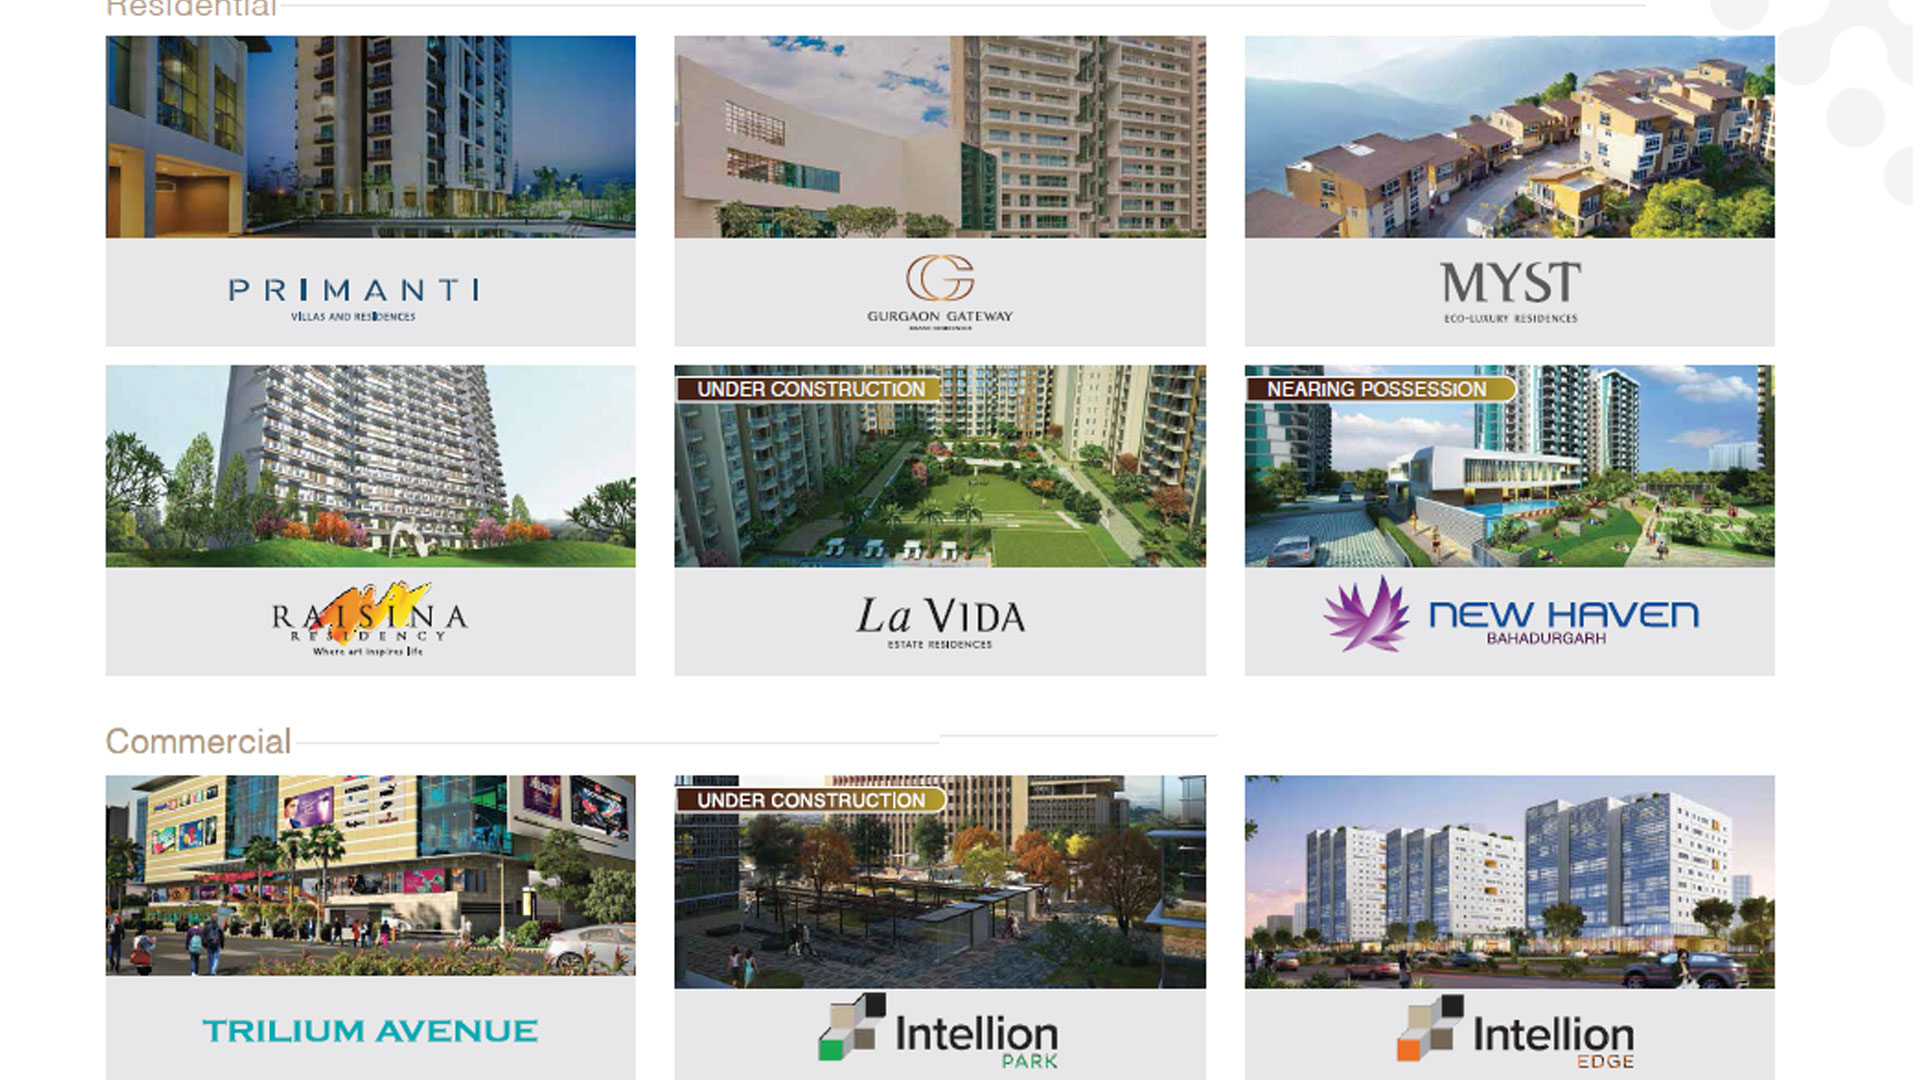 Residential
PRIMANTI
VILLAS AND RESIDENCES
GURGAON GATEWAY
MYST
ECO-LUXURY RESIDENCES
UNDER CONSTRUCTION
NEARING POSSESSION
RAISINA
RESIDENCY
Where art inspires life
La VIDA
ESTATE RESIDENCES
NEW HAVEN
BAHADURGARH
Commercial
UNDER CONSTRUCTION
TRILIUM AVENUE
Intellion
PARK
Intellion
EDGE